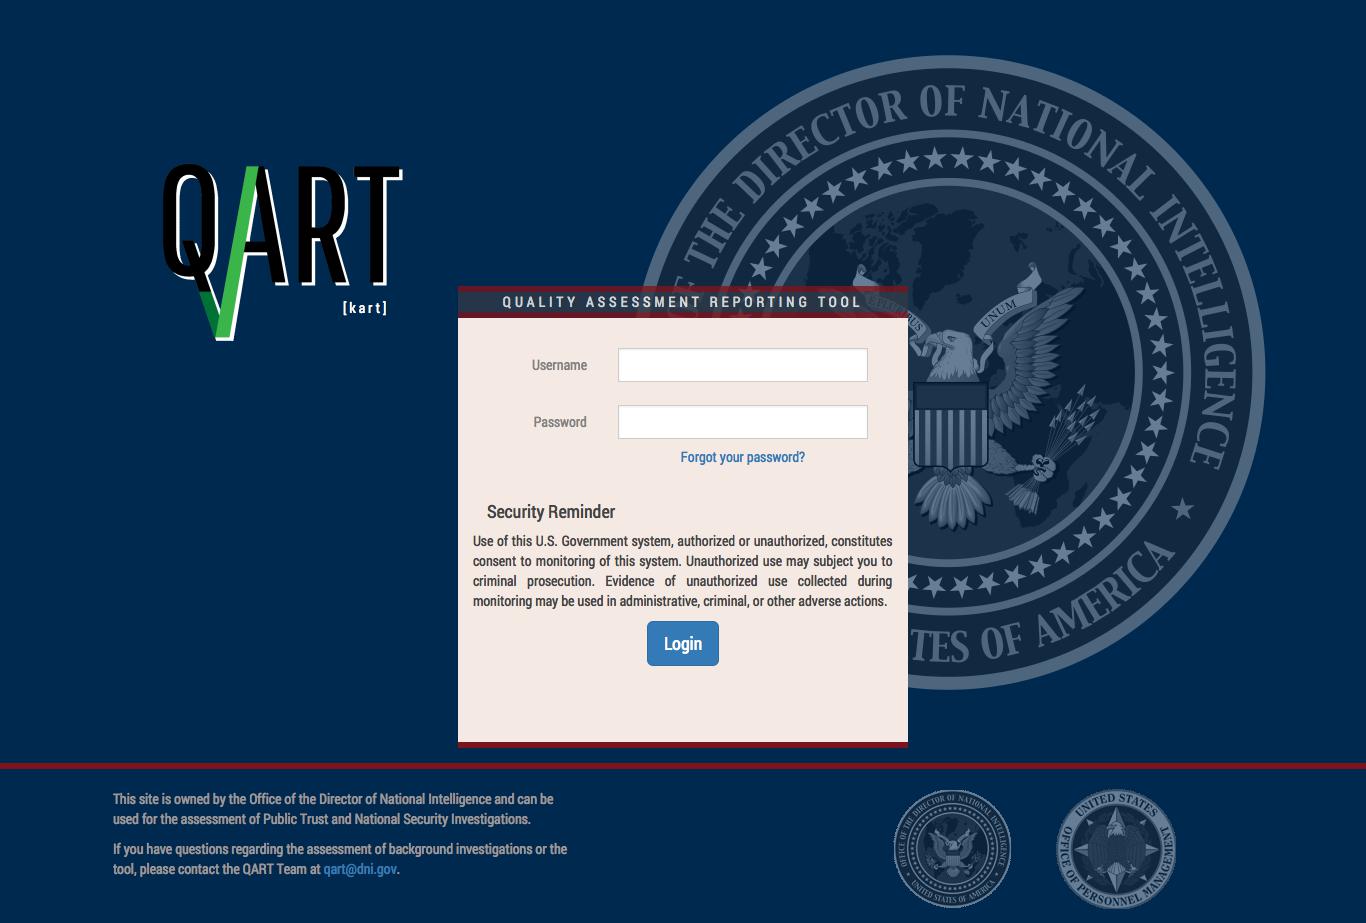 QART
[kart]
THE DIRECTOR OF NATIONAL INTELLIGENCE
UNUM
TES OF AMERICA
QUALITY ASSESSMENT REPORTING TOOL
Username
Password
Forgot your password?
Security Reminder
Use of this U.S. Government system, authorized or unauthorized, constitutes
consent to monitoring of this system. Unauthorized use may subject you to
criminal prosecution. Evidence of unauthorized use collected during
monitoring may be used in administrative, criminal, or other adverse actions.
Login
This site is owned by the Office of the Director of National Intelligence and can be
used for the assessment of Public Trust and National Security Investigations.
If you have questions regarding the assessment of background investigations or the
tool, please contact the QART Team at qart@dni.gov.
OFFICE OF THE DIRECTOR OF NATIONAL INTELLIGENCE
UNITED STATES OF AMERICA
UNITED STATES
OFFICE OF PERSONNEL MANAGEMENT